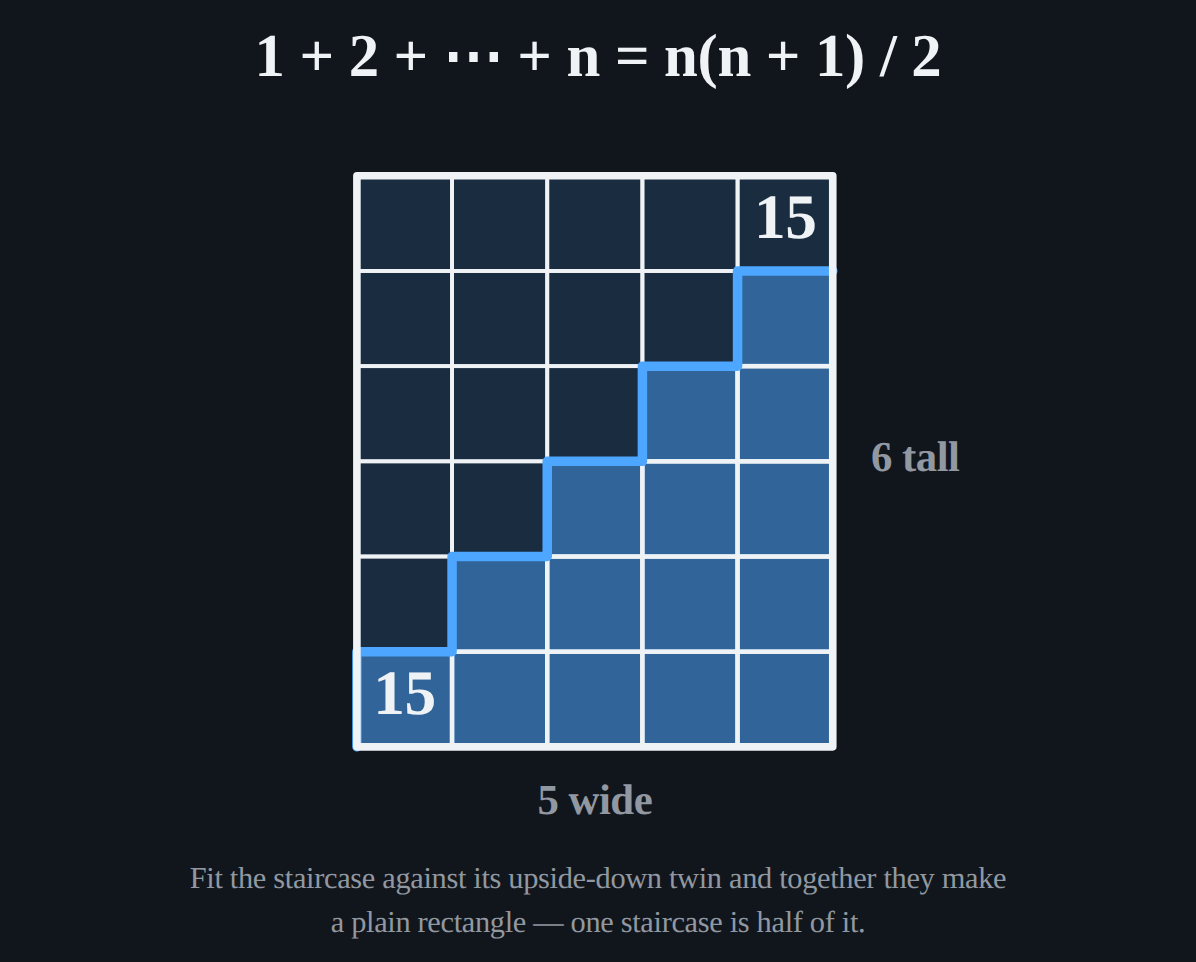 1 + 2 + ⋯ + n = n(n + 1) / 2
15
6 tall
15
5 wide
Fit the staircase against its upside-down twin and together they make
a plain rectangle — one staircase is half of it.